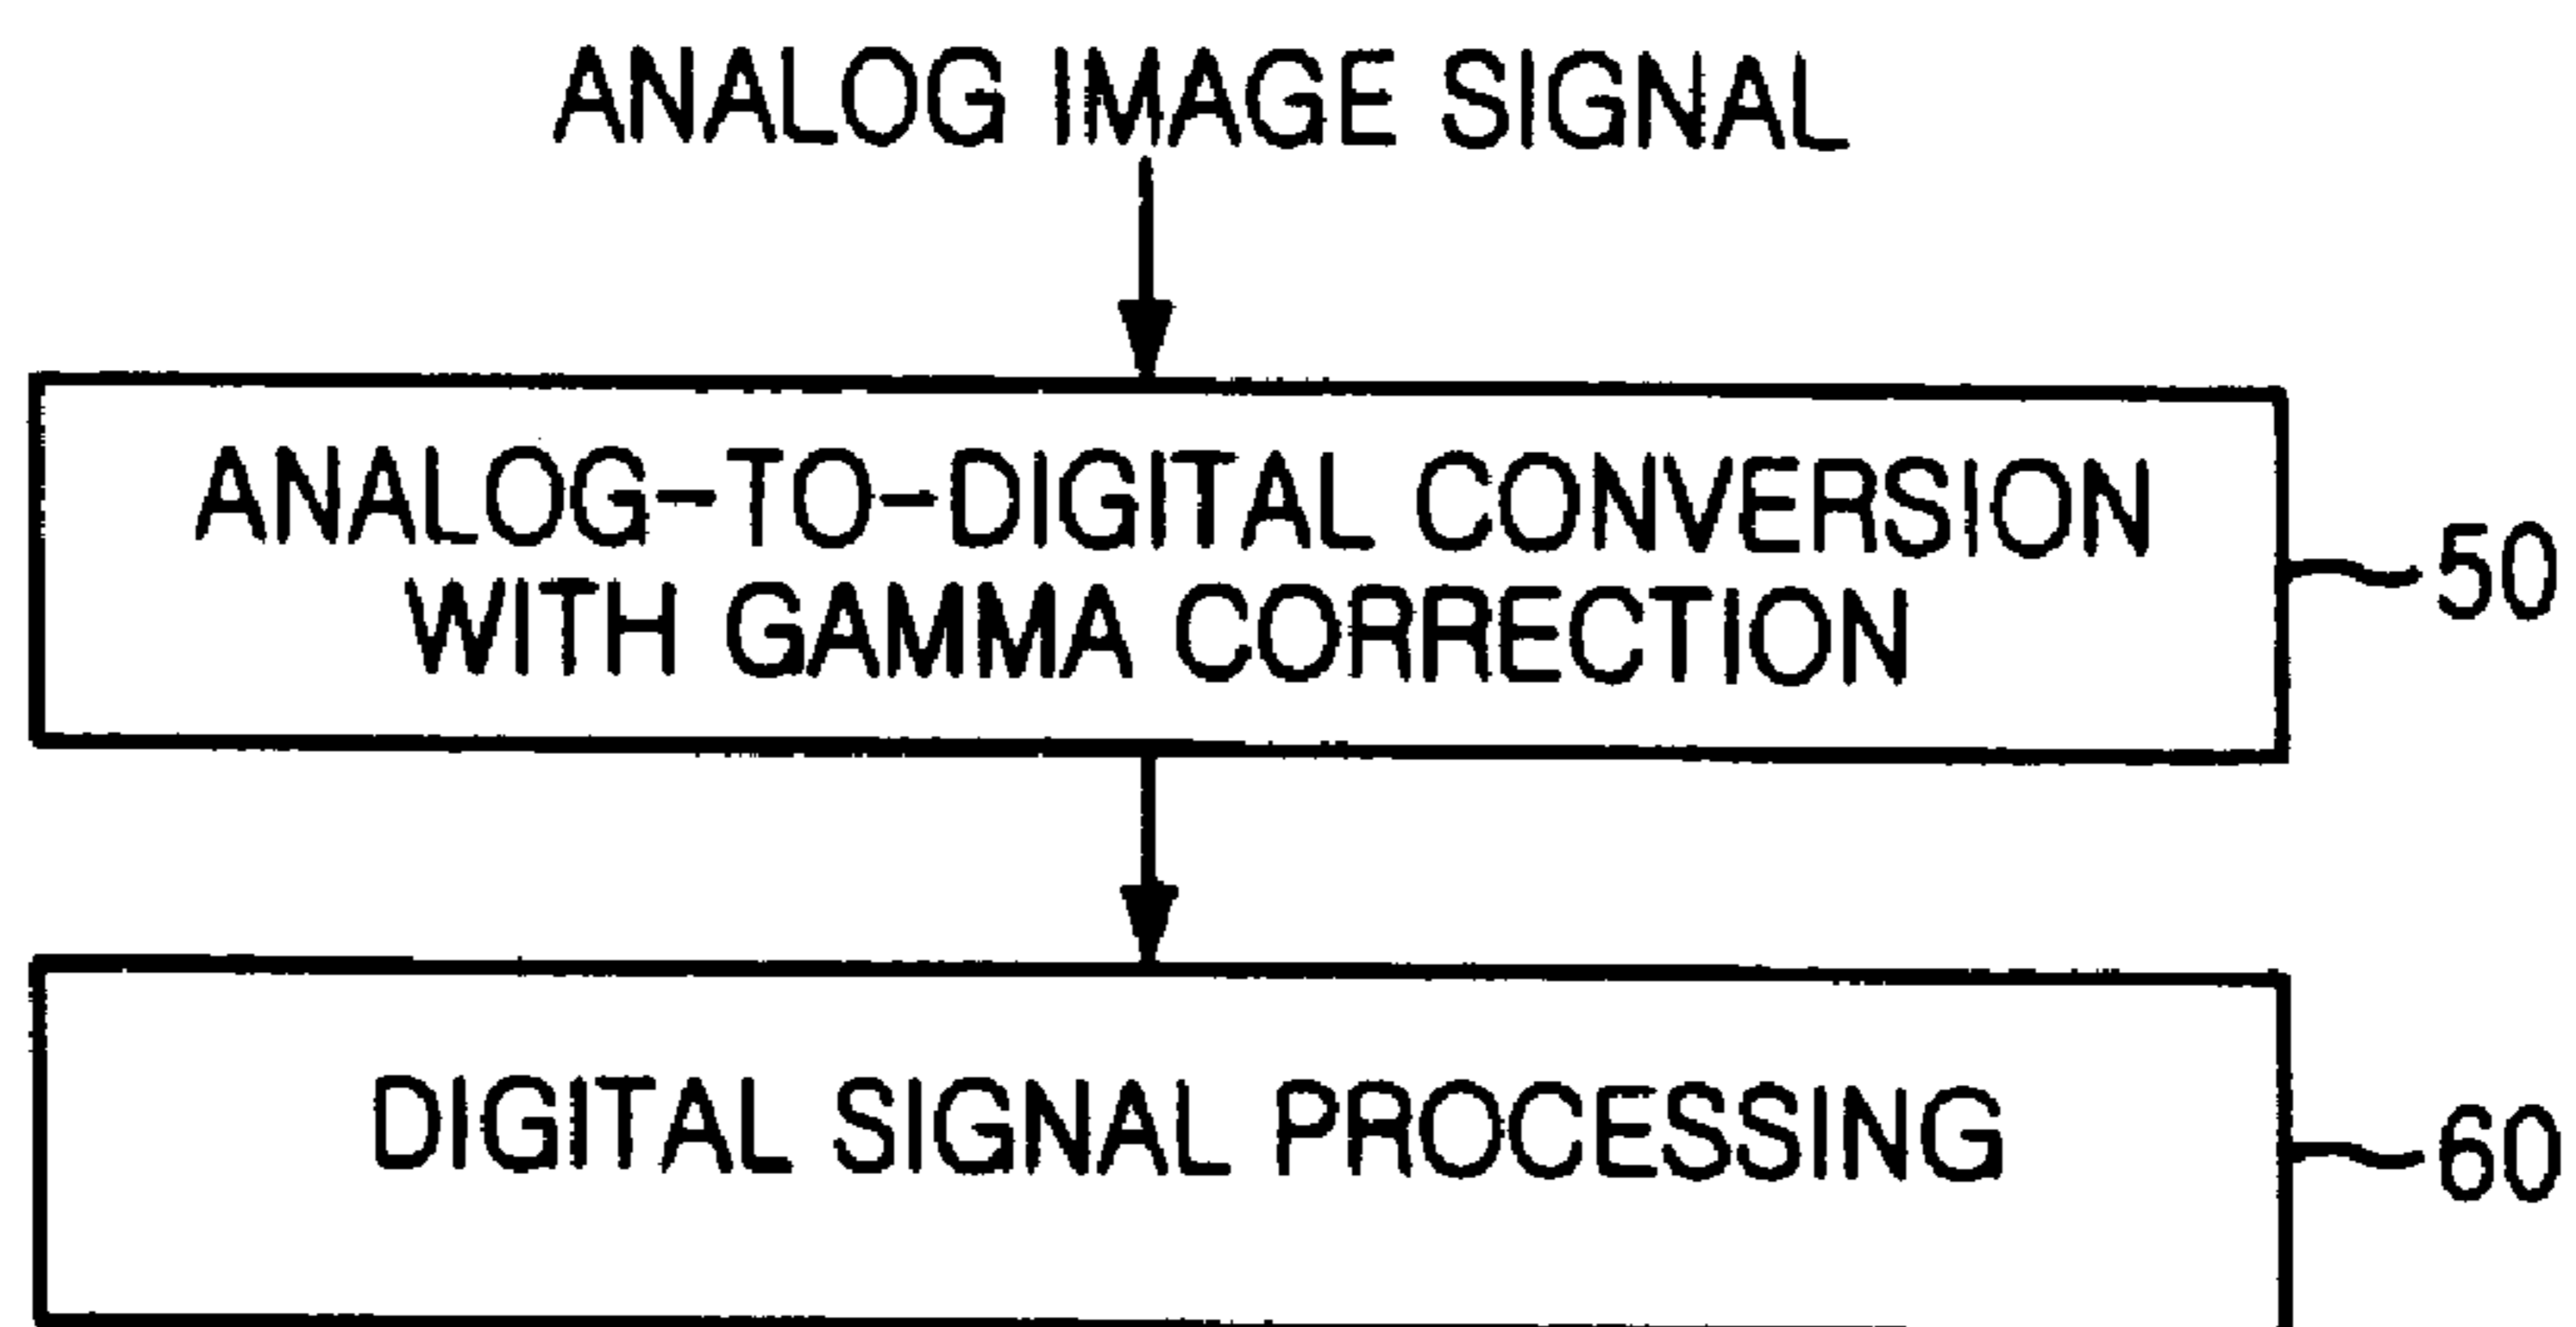 ANALOG IMAGE SIGNAL
ANALOG-TO-DIGITAL CONVERSION
WITH GAMMA CORRECTION
50
DIGITAL SIGNAL PROCESSING
60